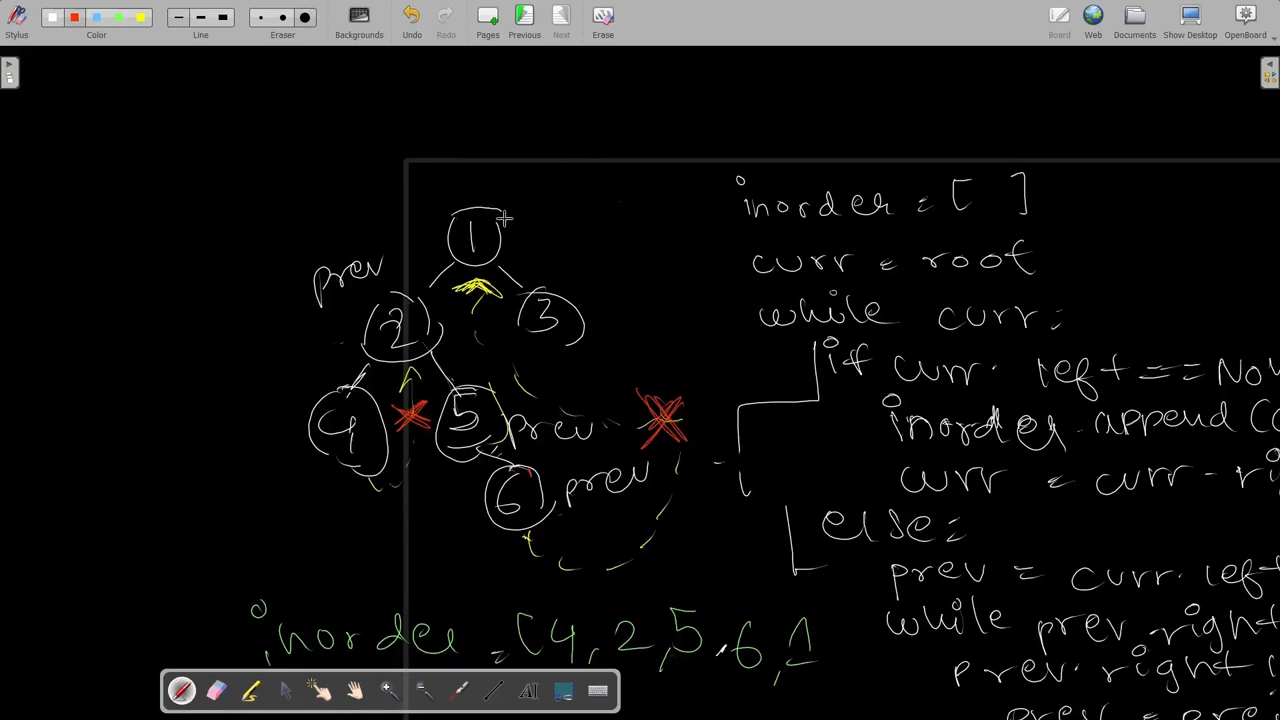 Stylus
Color
Line
Eraser
Backgrounds
Undo
Redo
Pages
Previous
Next
Erase
Board
Web
Documents
Show Desktop
OpenBoard
1
prev
2
3
4
5
prev
6
prev
inorder = [4, 2, 5, 6, 1
inorder = [ ]
curr = root
while curr:
if curr. left == No
inorder.append(
curr = curr.ri
else:
prev = curr.left
while prev.right
prev.right i
prev = pre
AI